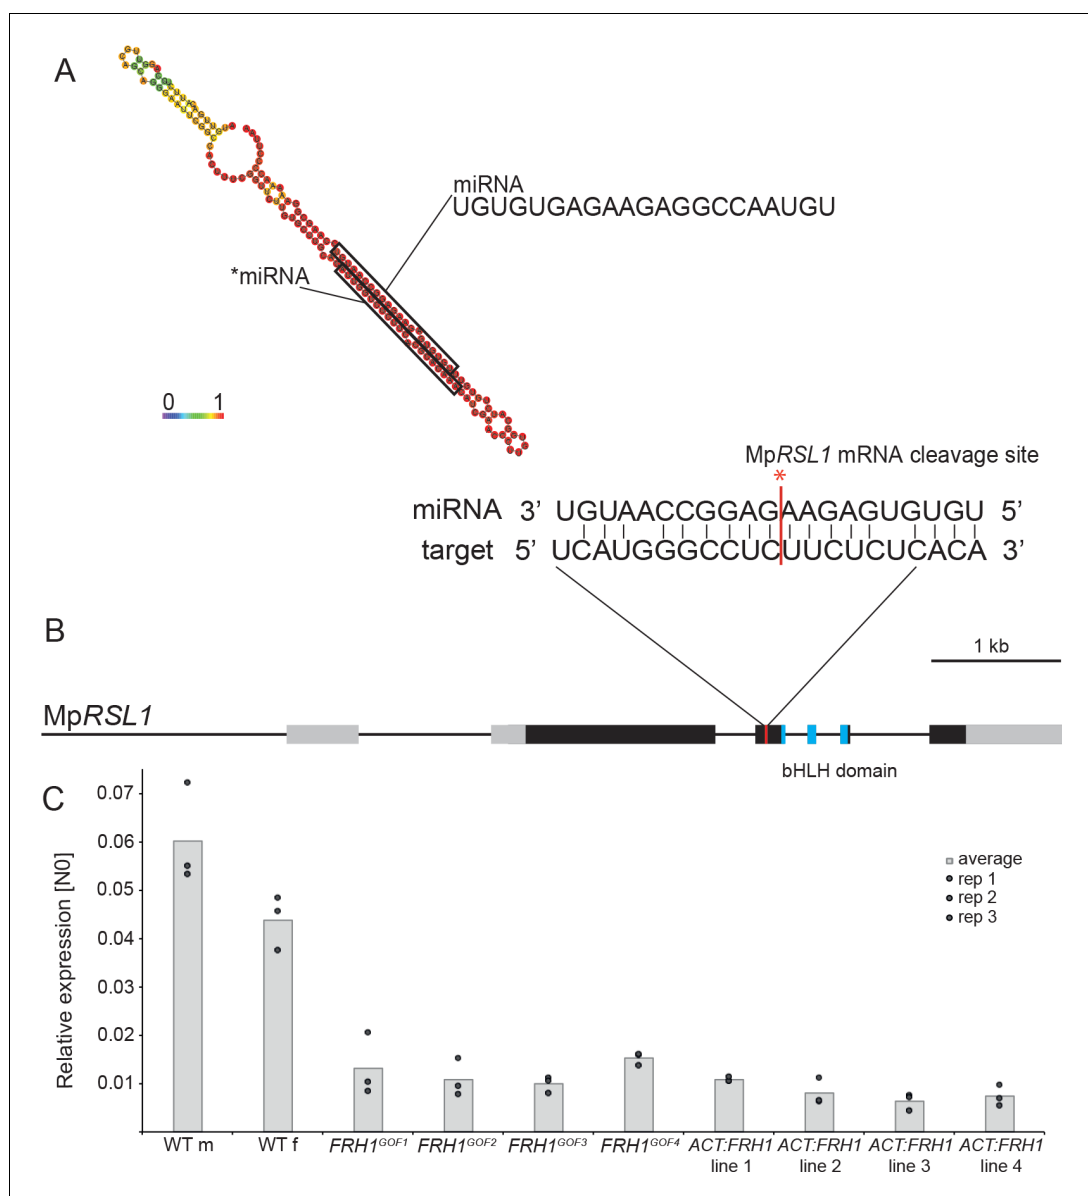 A
miRNA
UGUGUGAGAAGAGGCCAAUGU
*miRNA
0 1
MpRSL1 mRNA cleavage site
*
miRNA 3’ UGUAACCGGAGAAGAGUGUGU 5’
target 5’ UCAUGGGCCUCUUCUCUCACA 3’
B
1 kb
MpRSL1
bHLH domain
C
Relative expression [N0]
0.07
0.06
0.05
0.04
0.03
0.02
0.01
average
rep 1
rep 2
rep 3
WT m WT f FRH1GOF1 FRH1GOF2 FRH1GOF3 FRH1GOF4 ACT:FRH1 ACT:FRH1 ACT:FRH1 ACT:FRH1
line 1 line 2 line 3 line 4